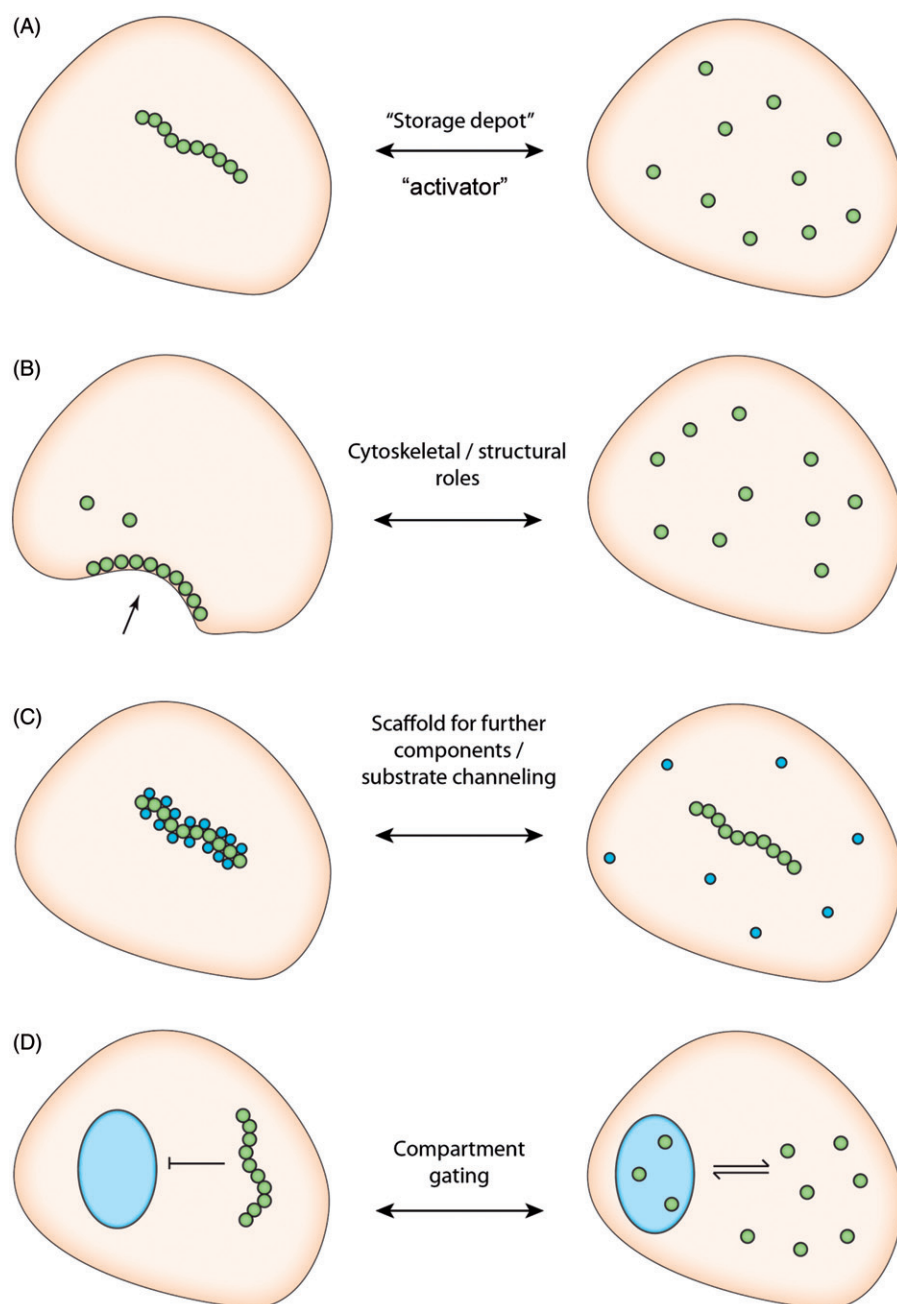 (A)
“Storage depot”
“activator”
(B)
Cytoskeletal / structural
roles
(C)
Scaffold for further
components /
substrate channeling
(D)
Compartment
gating